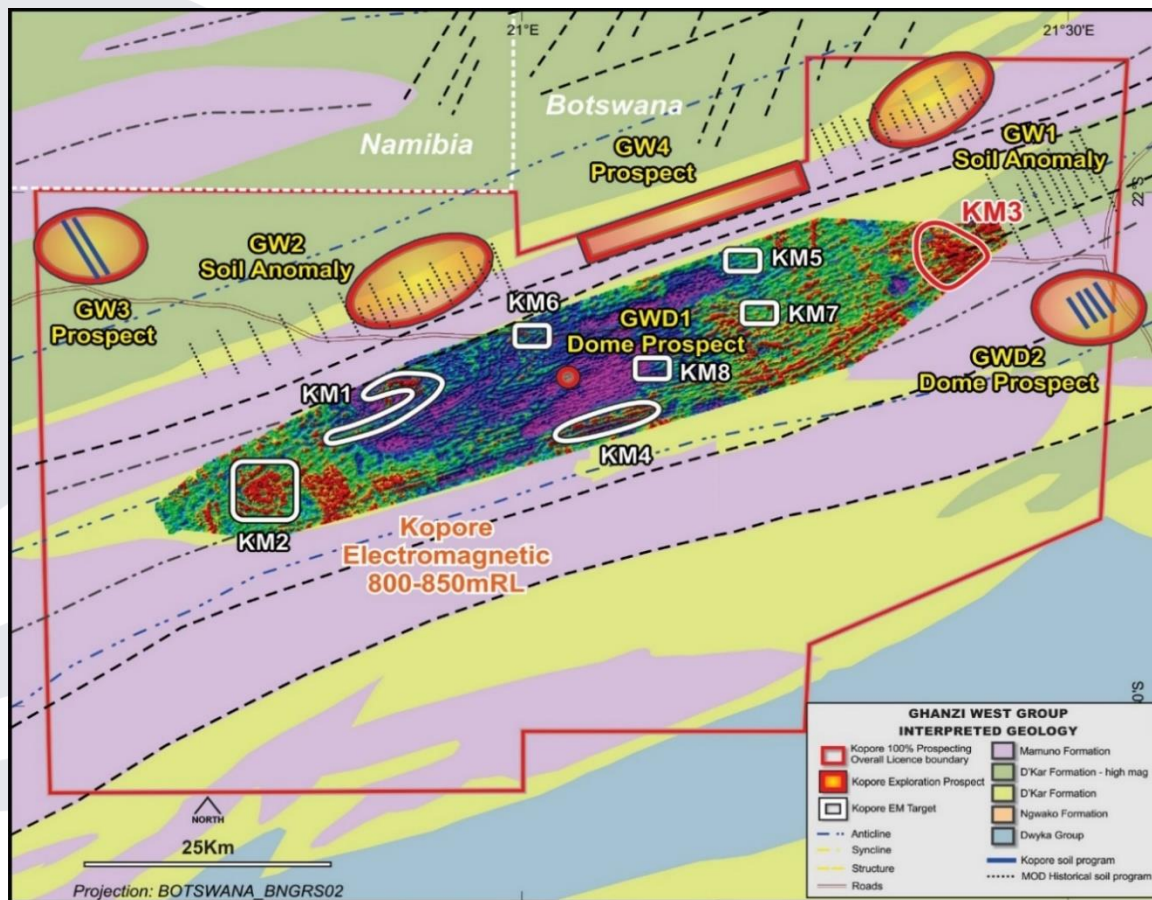 21°E
21°30'E
Botswana
Namibia
GW4
Prospect
GW1
Soil Anomaly
22°S
KM3
GW2
Soil Anomaly
GW3
Prospect
KM5
KM6
KM7
GWD1
Dome Prospect
GWD2
Dome Prospect
KM8
KM1
KM4
KM2
Kopore
Electromagnetic
800-850mRL
0'S
NORTH
25Km
Projection: BOTSWANA_BNGRS02
GHANZI WEST GROUP
INTERPRETED GEOLOGY
Kopore 100% Prospecting
Overall Licence boundary
Kopore Exploration Prospect
Kopore EM Target
Anticline
Syncline
Structure
Roads
Mamuno Formation
D'Kar Formation - high mag
D'Kar Formation
Ngwako Formation
Dwyka Group
Kopore soil program
MOD Historical soil program